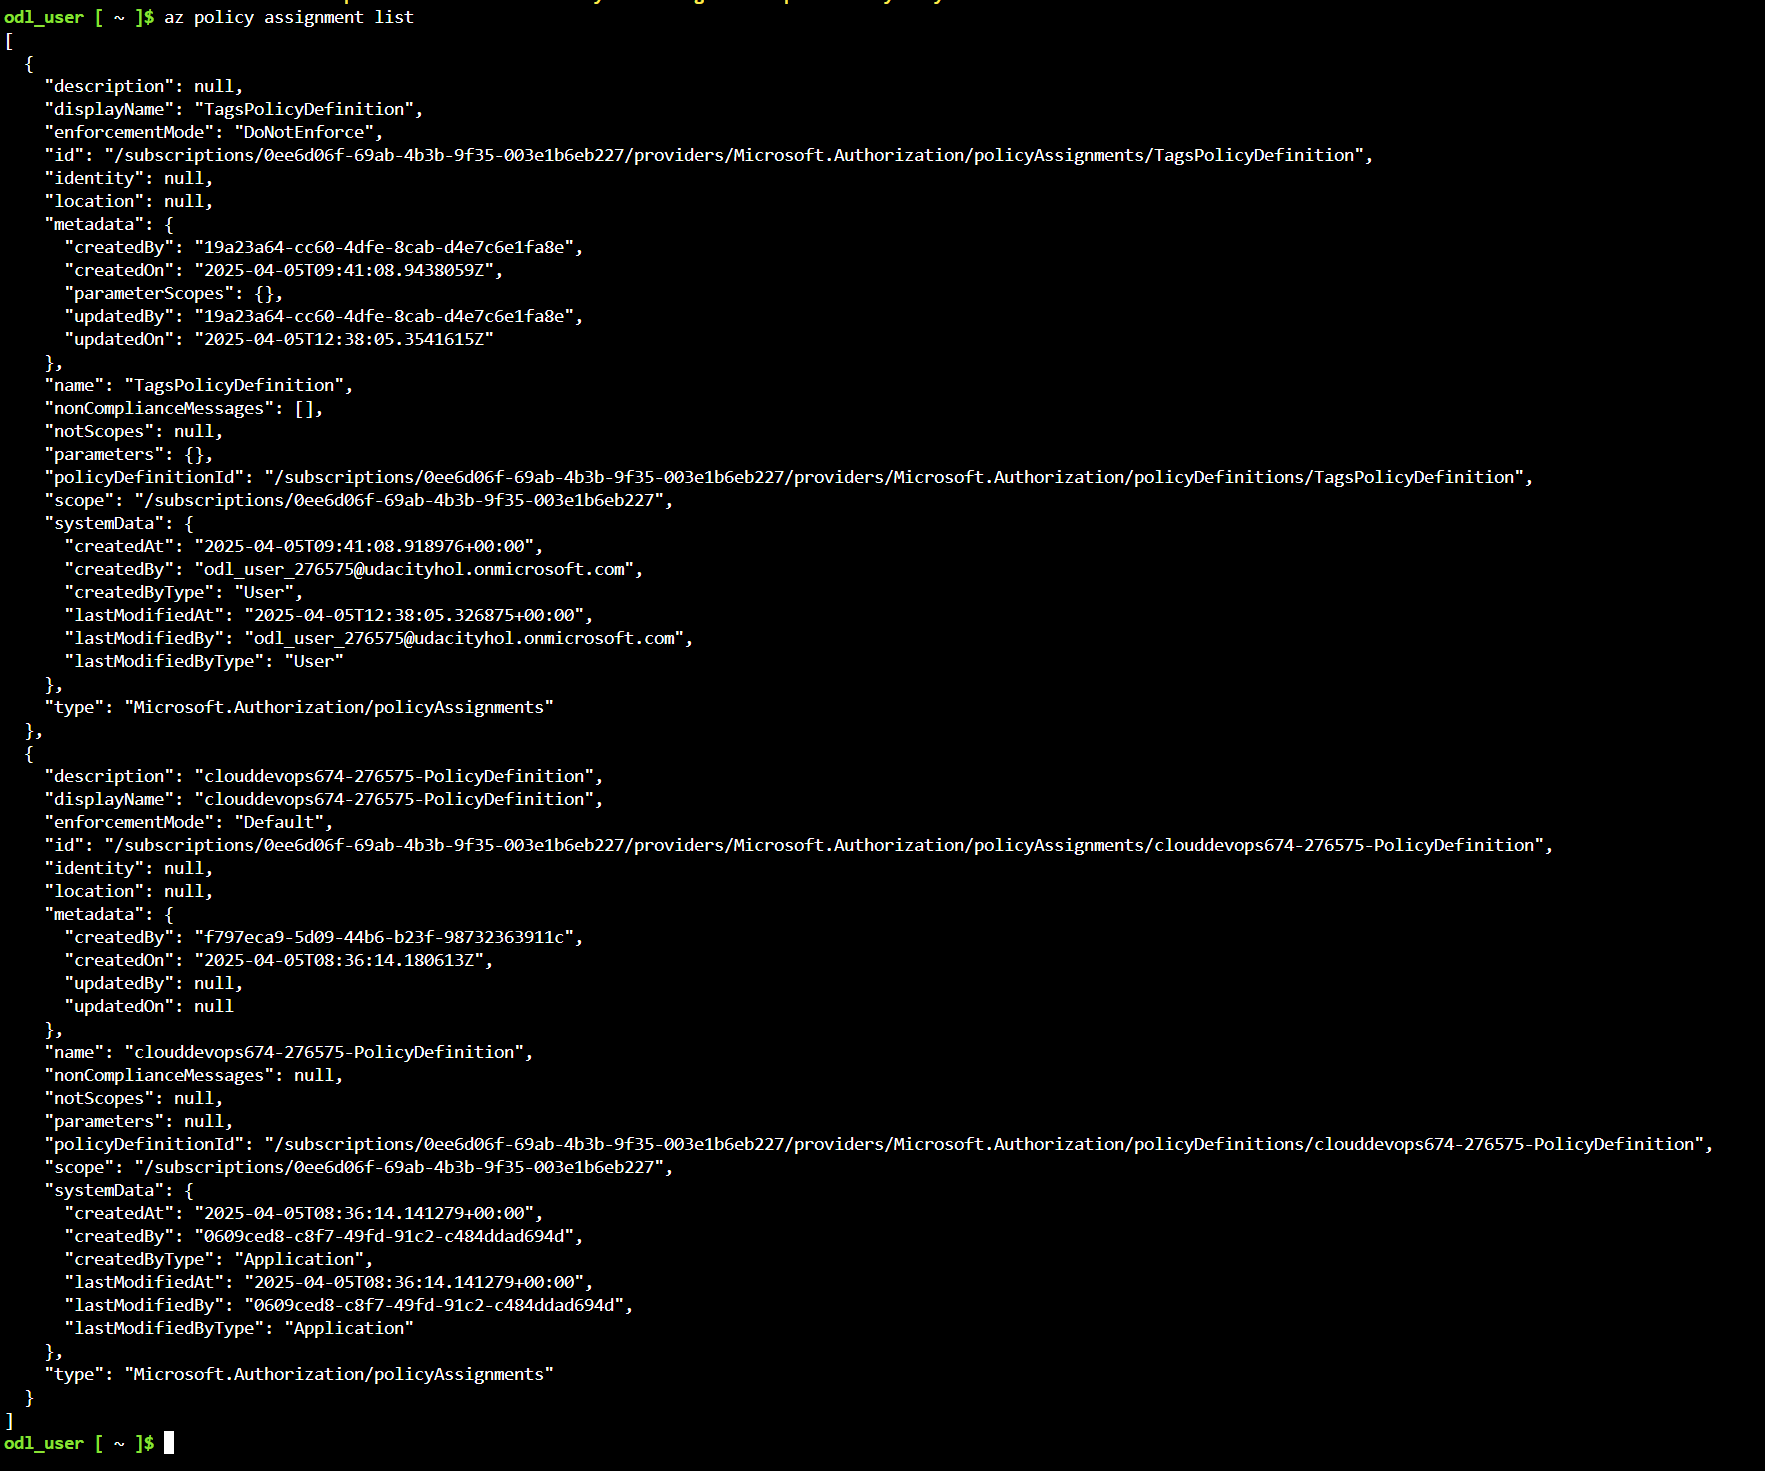 odl_user [ ~ ]$ az policy assignment list
[
  {
    "description": null,
    "displayName": "TagsPolicyDefinition",
    "enforcementMode": "DoNotEnforce",
    "id": "/subscriptions/0ee6d06f-69ab-4b3b-9f35-003e1b6eb227/providers/Microsoft.Authorization/policyAssignments/TagsPolicyDefinition",
    "identity": null,
    "location": null,
    "metadata": {
      "createdBy": "19a23a64-cc60-4dfe-8cab-d4e7c6e1fa8e",
      "createdOn": "2025-04-05T09:41:08.9438059Z",
      "parameterScopes": {},
      "updatedBy": "19a23a64-cc60-4dfe-8cab-d4e7c6e1fa8e",
      "updatedOn": "2025-04-05T12:38:05.3541615Z"
    },
    "name": "TagsPolicyDefinition",
    "nonComplianceMessages": [],
    "notScopes": null,
    "parameters": {},
    "policyDefinitionId": "/subscriptions/0ee6d06f-69ab-4b3b-9f35-003e1b6eb227/providers/Microsoft.Authorization/policyDefinitions/TagsPolicyDefinition",
    "scope": "/subscriptions/0ee6d06f-69ab-4b3b-9f35-003e1b6eb227",
    "systemData": {
      "createdAt": "2025-04-05T09:41:08.918976+00:00",
      "createdBy": "odl_user_276575@udacityhol.onmicrosoft.com",
      "createdByType": "User",
      "lastModifiedAt": "2025-04-05T12:38:05.326875+00:00",
      "lastModifiedBy": "odl_user_276575@udacityhol.onmicrosoft.com",
      "lastModifiedByType": "User"
    },
    "type": "Microsoft.Authorization/policyAssignments"
  },
  {
    "description": "clouddevops674-276575-PolicyDefinition",
    "displayName": "clouddevops674-276575-PolicyDefinition",
    "enforcementMode": "Default",
    "id": "/subscriptions/0ee6d06f-69ab-4b3b-9f35-003e1b6eb227/providers/Microsoft.Authorization/policyAssignments/clouddevops674-276575-PolicyDefinition",
    "identity": null,
    "location": null,
    "metadata": {
      "createdBy": "f797eca9-5d09-44b6-b23f-98732363911c",
      "createdOn": "2025-04-05T08:36:14.180613Z",
      "updatedBy": null,
      "updatedOn": null
    },
    "name": "clouddevops674-276575-PolicyDefinition",
    "nonComplianceMessages": null,
    "notScopes": null,
    "parameters": null,
    "policyDefinitionId": "/subscriptions/0ee6d06f-69ab-4b3b-9f35-003e1b6eb227/providers/Microsoft.Authorization/policyDefinitions/clouddevops674-276575-PolicyDefinition",
    "scope": "/subscriptions/0ee6d06f-69ab-4b3b-9f35-003e1b6eb227",
    "systemData": {
      "createdAt": "2025-04-05T08:36:14.141279+00:00",
      "createdBy": "0609ced8-c8f7-49fd-91c2-c484ddad694d",
      "createdByType": "Application",
      "lastModifiedAt": "2025-04-05T08:36:14.141279+00:00",
      "lastModifiedBy": "0609ced8-c8f7-49fd-91c2-c484ddad694d",
      "lastModifiedByType": "Application"
    },
    "type": "Microsoft.Authorization/policyAssignments"
  }
]
odl_user [ ~ ]$